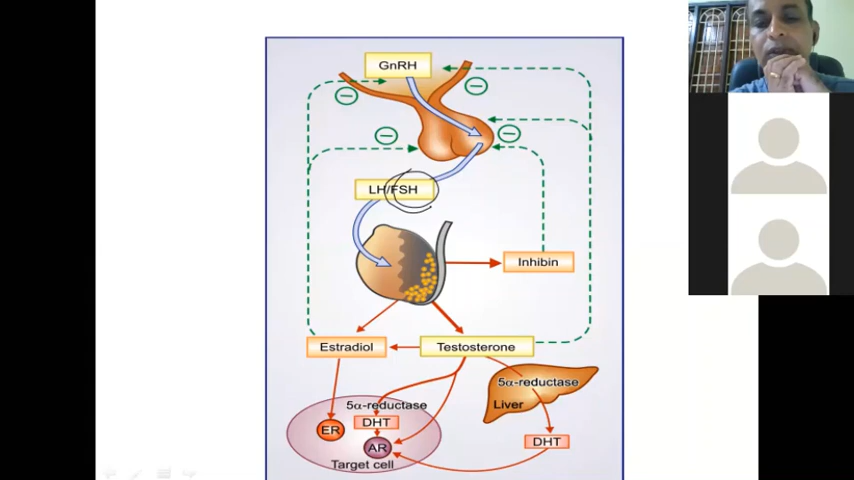 GnRH
LH/FSH
Inhibin
Estradiol
Testosterone
5α-reductase
Liver
5α-reductase
DHT
ER
AR
DHT
Target cell